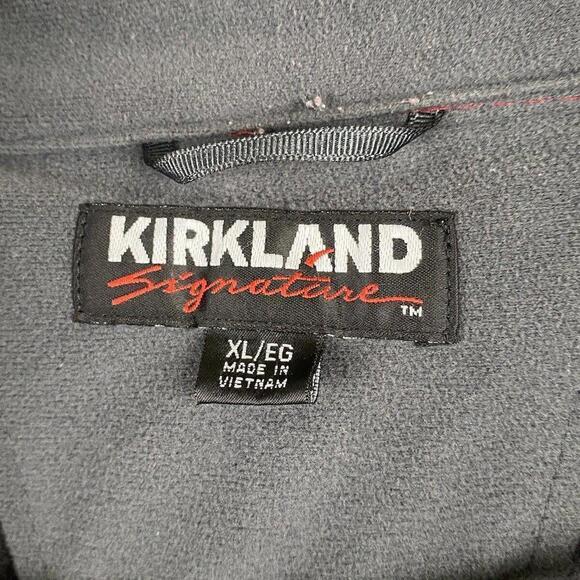 KIRKLAND
Signature
TM
XL/EG
MADE IN
VIETNAM